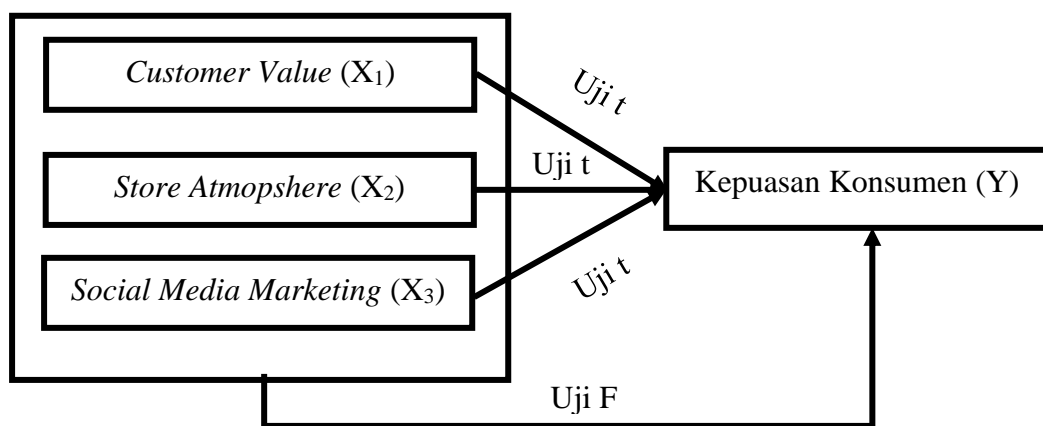 Customer Value (X₁)
Uji t
Store Atmopshere (X₂)
Uji t
Kepuasan Konsumen (Y)
Social Media Marketing (X₃)
Uji t
Uji F